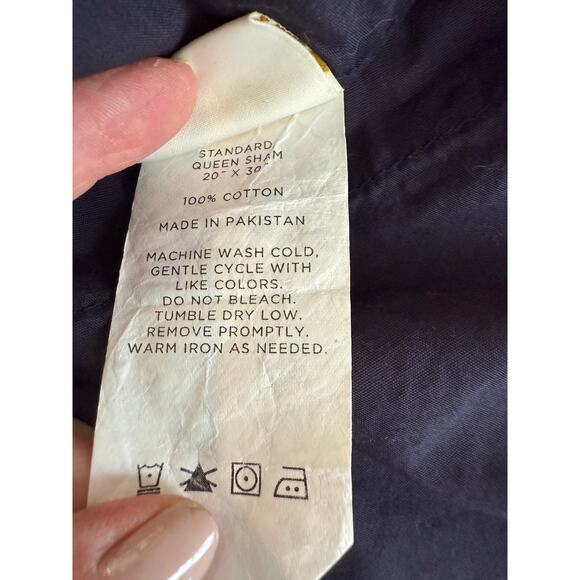 STANDARD
QUEEN SHAM
20" X 30"
100% COTTON
MADE IN PAKISTAN
MACHINE WASH COLD,
GENTLE CYCLE WITH
LIKE COLORS.
DO NOT BLEACH.
TUMBLE DRY LOW.
REMOVE PROMPTLY.
WARM IRON AS NEEDED.